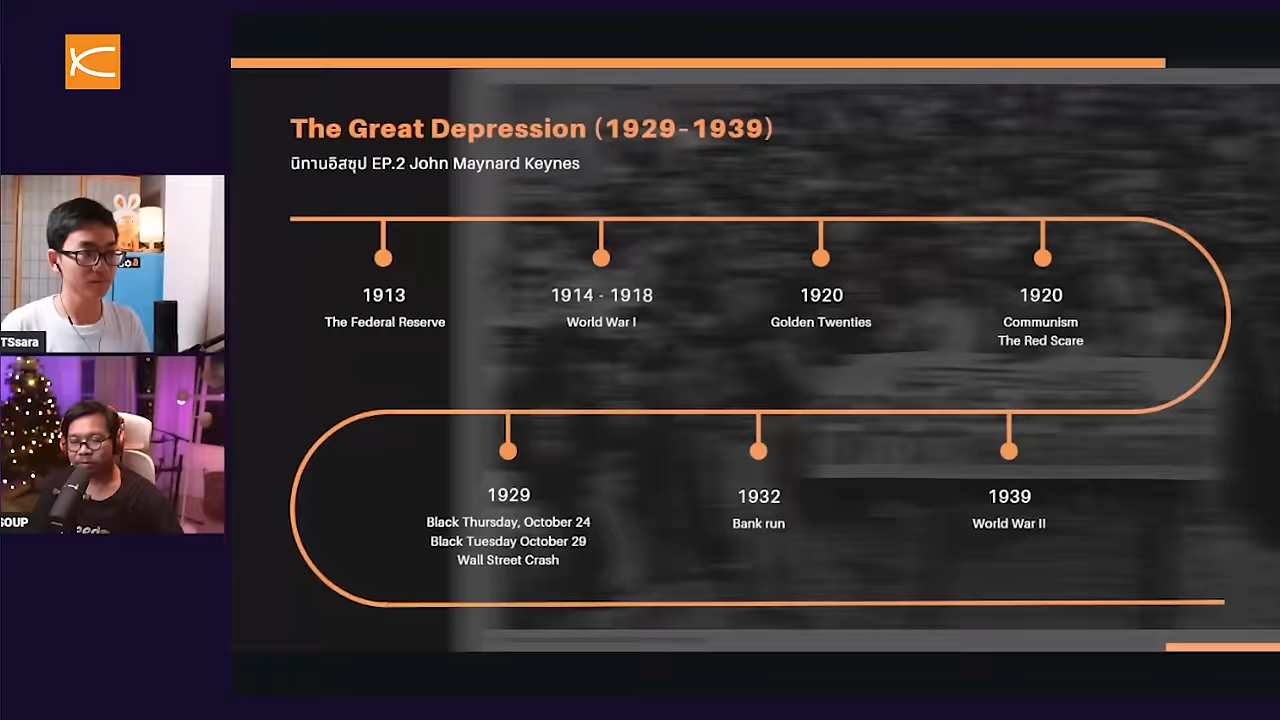 The Great Depression (1929-1939)
นิทานอิสซุป EP.2 John Maynard Keynes
1913
The Federal Reserve
1914 - 1918
World War I
1920
Golden Twenties
1920
Communism
The Red Scare
1929
Black Thursday, October 24
Black Tuesday October 29
Wall Street Crash
1932
Bank run
1939
World War II
TSsara
SOUP